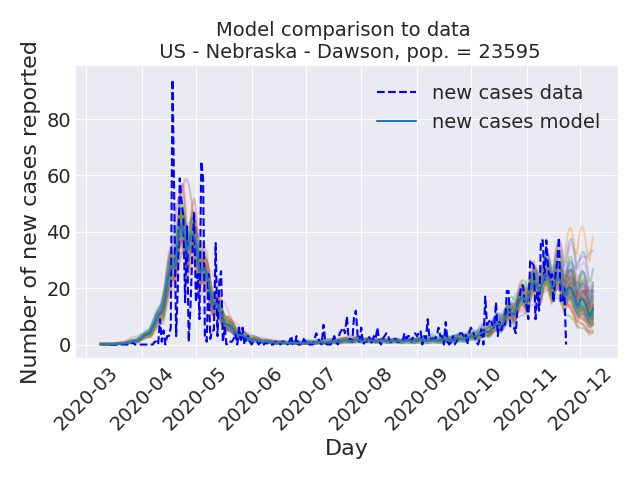 Model comparison to data
US - Nebraska - Dawson, pop. = 23595
Number of new cases reported
80
60
40
20
0
new cases data
new cases model
2020-03
2020-04
2020-05
2020-06
2020-07
2020-08
2020-09
2020-10
2020-11
2020-12
Day